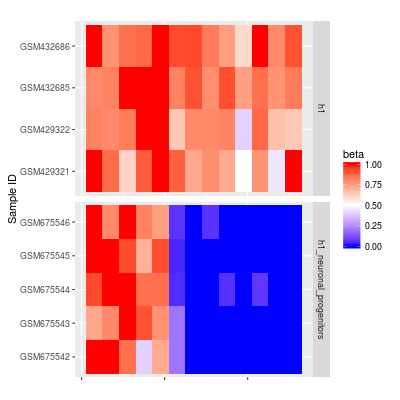 GSM432686
GSM432685
GSM429322
GSM429321
h1
GSM675546
GSM675545
GSM675544
GSM675543
GSM675542
h1_neuronal_progenitors
Sample ID
beta
1.00
0.75
0.50
0.25
0.00